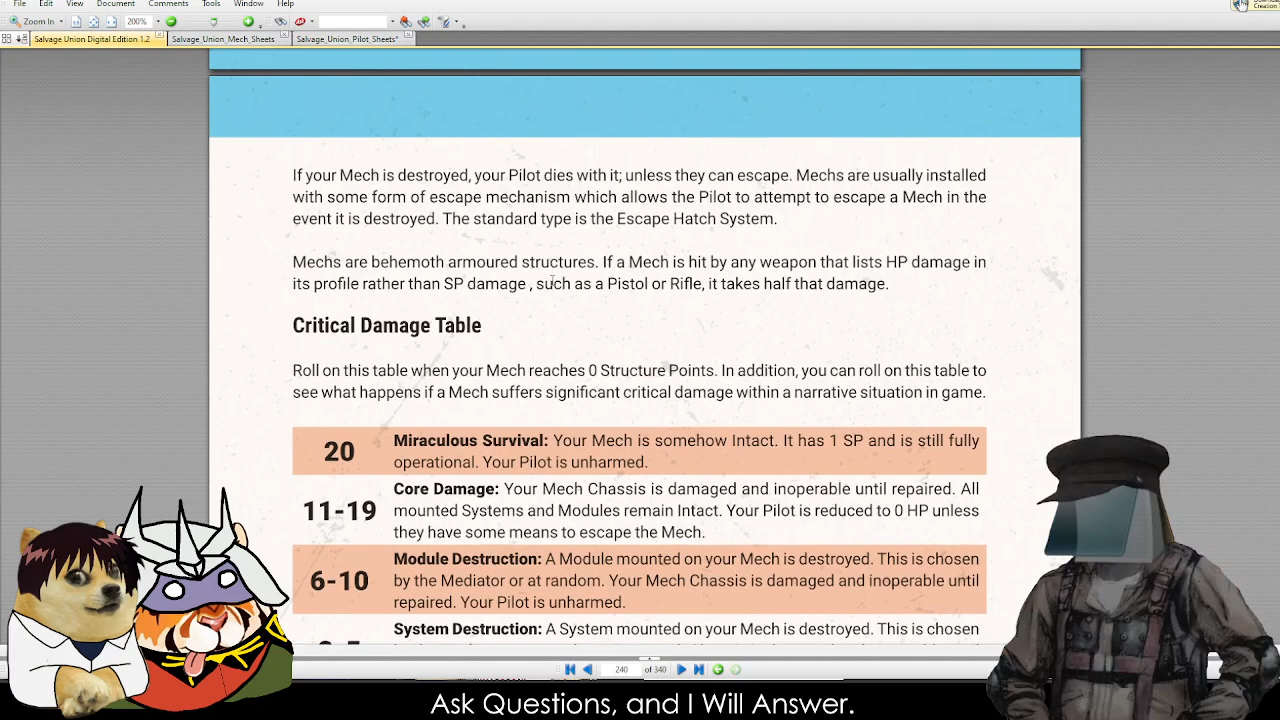 File Edit View Document Comments Tools Window Help
Creation
Zoom In 200%
Salvage Union Digital Edition 1.2 Salvage_Union_Mech_Sheets Salvage_Union_Pilot_Sheets*
If your Mech is destroyed, your Pilot dies with it; unless they can escape. Mechs are usually installed
with some form of escape mechanism which allows the Pilot to attempt to escape a Mech in the
event it is destroyed. The standard type is the Escape Hatch System.
Mechs are behemoth armoured structures. If a Mech is hit by any weapon that lists HP damage in
its profile rather than SP damage , such as a Pistol or Rifle, it takes half that damage.
Critical Damage Table
Roll on this table when your Mech reaches 0 Structure Points. In addition, you can roll on this table to
see what happens if a Mech suffers significant critical damage within a narrative situation in game.
20 Miraculous Survival: Your Mech is somehow Intact. It has 1 SP and is still fully
operational. Your Pilot is unharmed.
11-19 Core Damage: Your Mech Chassis is damaged and inoperable until repaired. All
mounted Systems and Modules remain Intact. Your Pilot is reduced to 0 HP unless
they have some means to escape the Mech.
6-10 Module Destruction: A Module mounted on your Mech is destroyed. This is chosen
by the Mediator or at random. Your Mech Chassis is damaged and inoperable until
repaired. Your Pilot is unharmed.
System Destruction: A System mounted on your Mech is destroyed. This is chosen
240 of 340
Ask Questions, and I Will Answer.